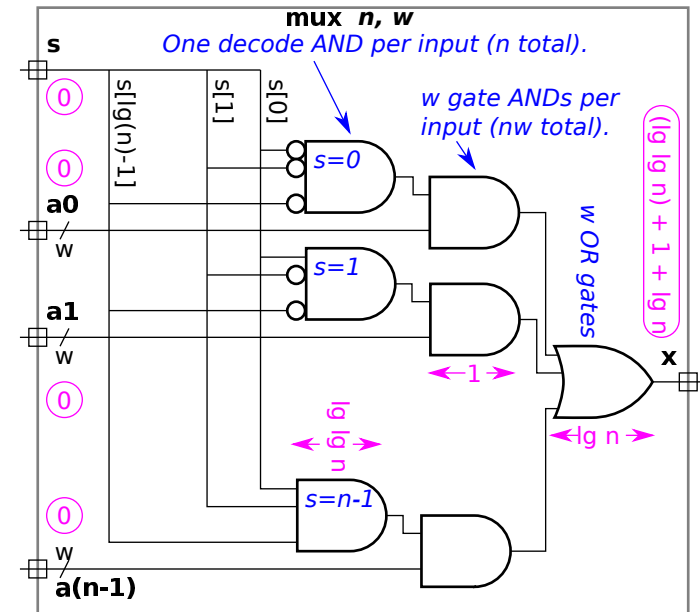 mux n, w
One decode AND per input (n total).
s
0
s[lg(n)-1]
s[1]
s[0]
w gate ANDs per
input (nw total).
(lg lg n) + 1 + lg n
0
s=0
a0
w
w OR gates
s=1
a1
w
x
1
0
lg lg n
lg n
s=n-1
0
w
a(n-1)